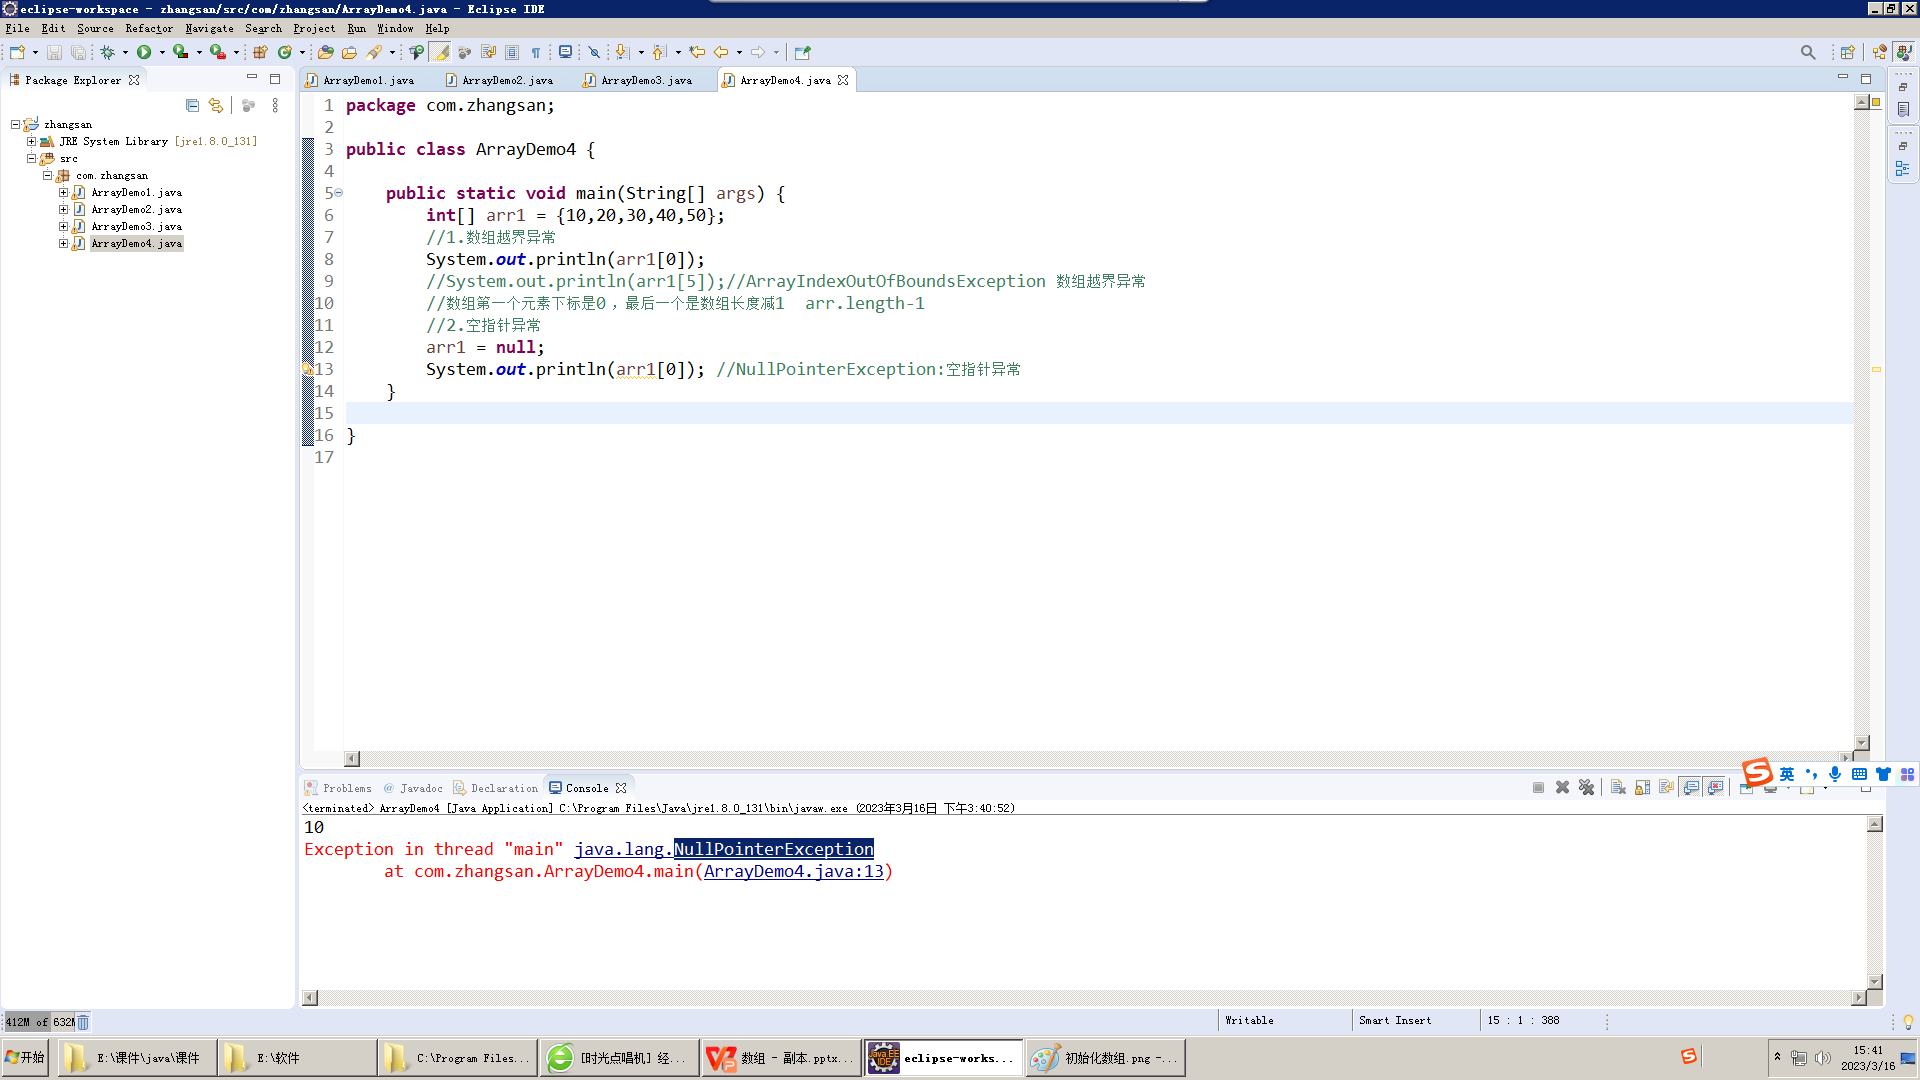 eclipse-workspace - zhangsan/src/com/zhangsan/ArrayDemo4.java - Eclipse IDE
File Edit Source Refactor Navigate Search Project Run Window Help
Package Explorer
ArrayDemo1.java ArrayDemo2.java ArrayDemo3.java ArrayDemo4.java
zhangsan
JRE System Library [jre1.8.0_131]
src
com.zhangsan
ArrayDemo1.java
ArrayDemo2.java
ArrayDemo3.java
ArrayDemo4.java
1 package com.zhangsan;
2
3 public class ArrayDemo4 {
4
5 public static void main(String[] args) {
6 int[] arr1 = {10,20,30,40,50};
7 //1.数组越界异常
8 System.out.println(arr1[0]);
9 //System.out.println(arr1[5]);//ArrayIndexOutOfBoundsException 数组越界异常
10 //数组第一个元素下标是0，最后一个是数组长度减1 arr.length-1
11 //2.空指针异常
12 arr1 = null;
13 System.out.println(arr1[0]); //NullPointerException:空指针异常
14 }
15
16 }
17
Problems @ Javadoc Declaration Console
<terminated> ArrayDemo4 [Java Application] C:\Program Files\Java\jre1.8.0_131\bin\javaw.exe (2023年3月16日 下午3:40:52)
10
Exception in thread "main" java.lang.NullPointerException
at com.zhangsan.ArrayDemo4.main(ArrayDemo4.java:13)
英
412M of 632M
Writable Smart Insert 15 : 1 : 388
开始 E:\课件\java\课件 E:\软件 C:\Program Files... [时光点唱机] 经... 数组 - 副本.pptx... eclipse-works... 初始化数组.png -...
15:41
2023/3/16